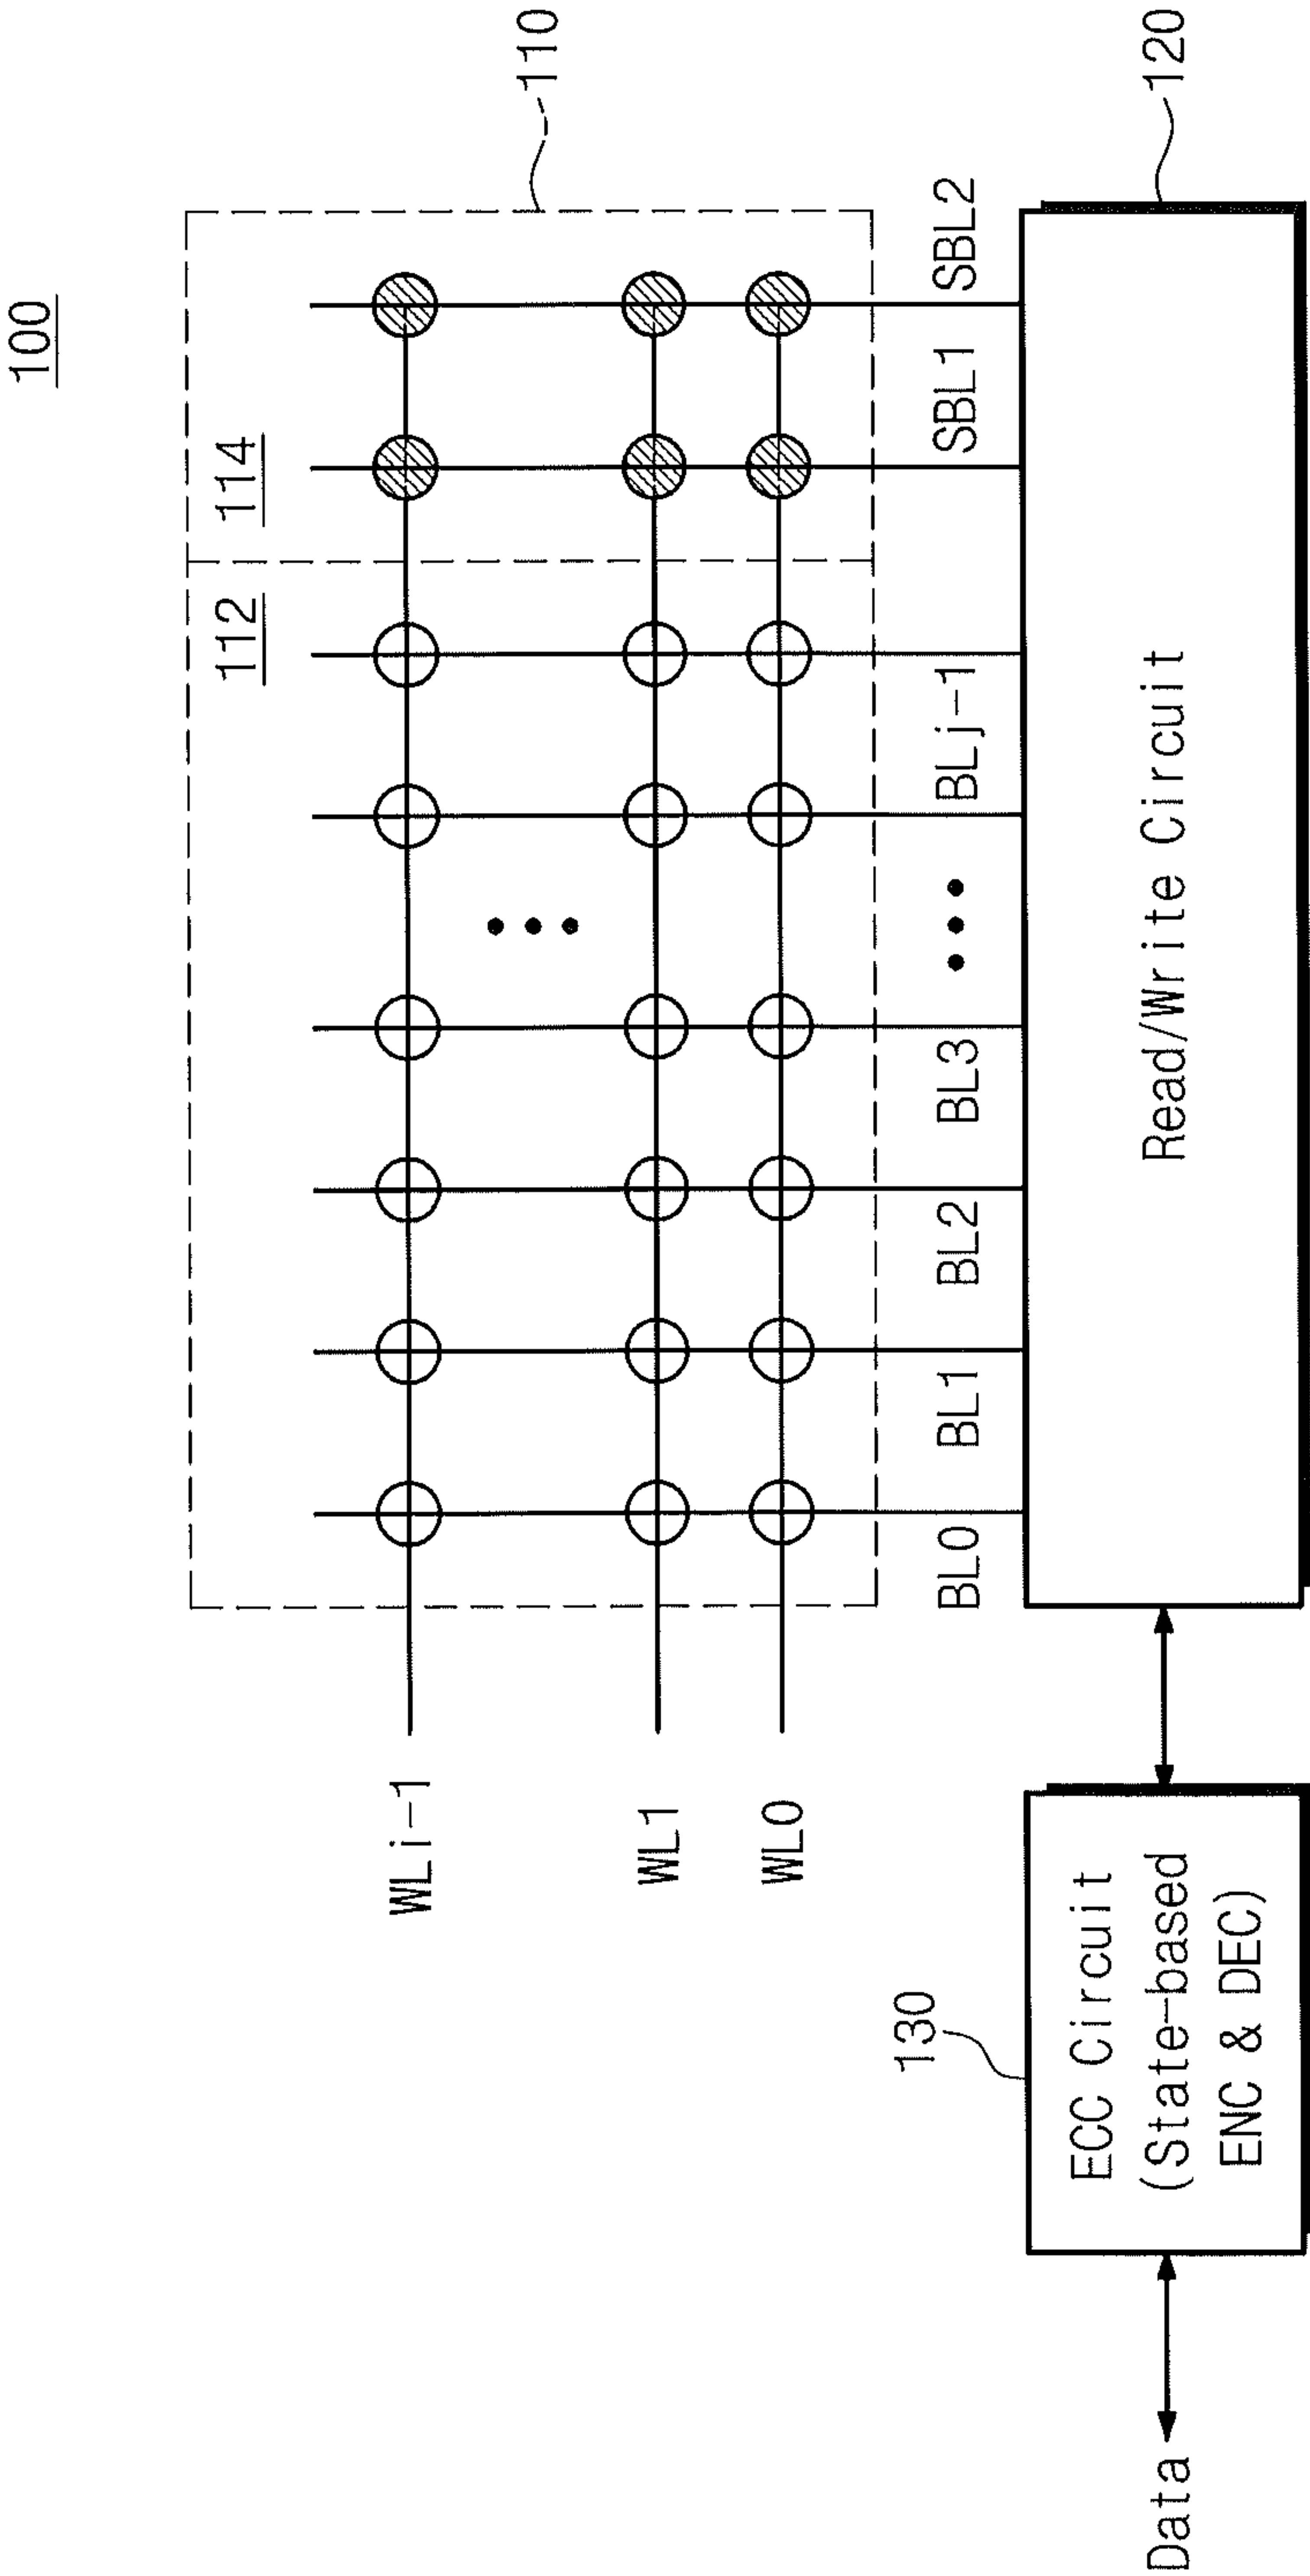 100
110
112
114
WLi-1
WL1
WL0
BL0
BL1
BL2
BL3
BLj-1
SBL1
SBL2
130
120
Data
ECC Circuit
(State-based
ENC & DEC)
Read/Write Circuit